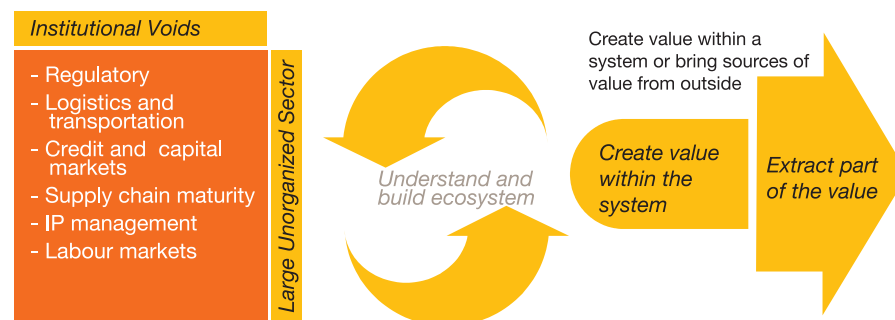 Institutional Voids
- Regulatory
- Logistics and
transportation
- Credit and capital
markets
- Supply chain maturity
- IP management
- Labour markets
Large Unorganized Sector
Understand and
build ecosystem
Create value within a
system or bring sources of
value from outside
Create value
within the
system
Extract part
of the value